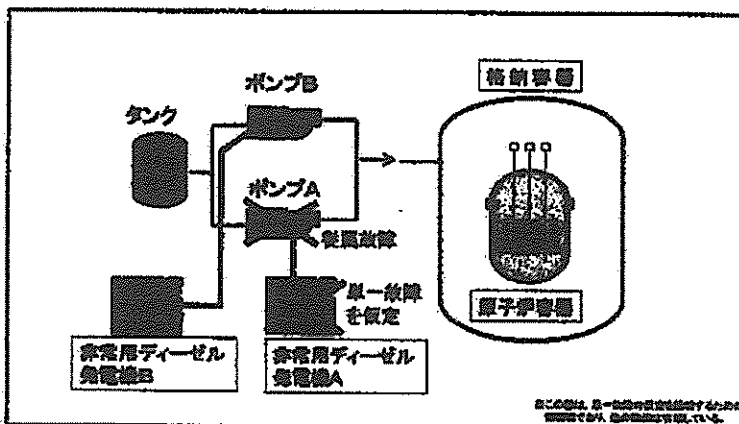 ポンプB
格納容器
タンク
ポンプA
従属故障
単一故障
を仮定
原子炉容器
非常用ディーゼル
発電機B
非常用ディーゼル
発電機A